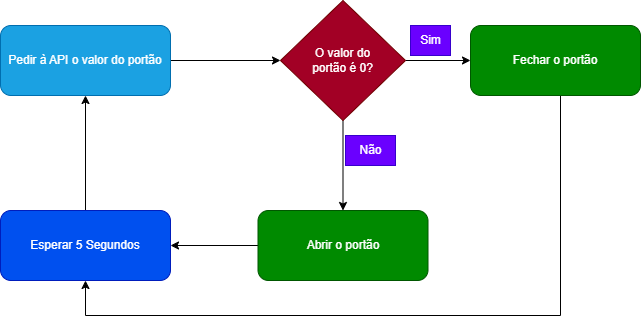 Pedir à API o valor do portão
O valor do
portão é 0?
Sim
Fechar o portão
Não
Esperar 5 Segundos
Abrir o portão